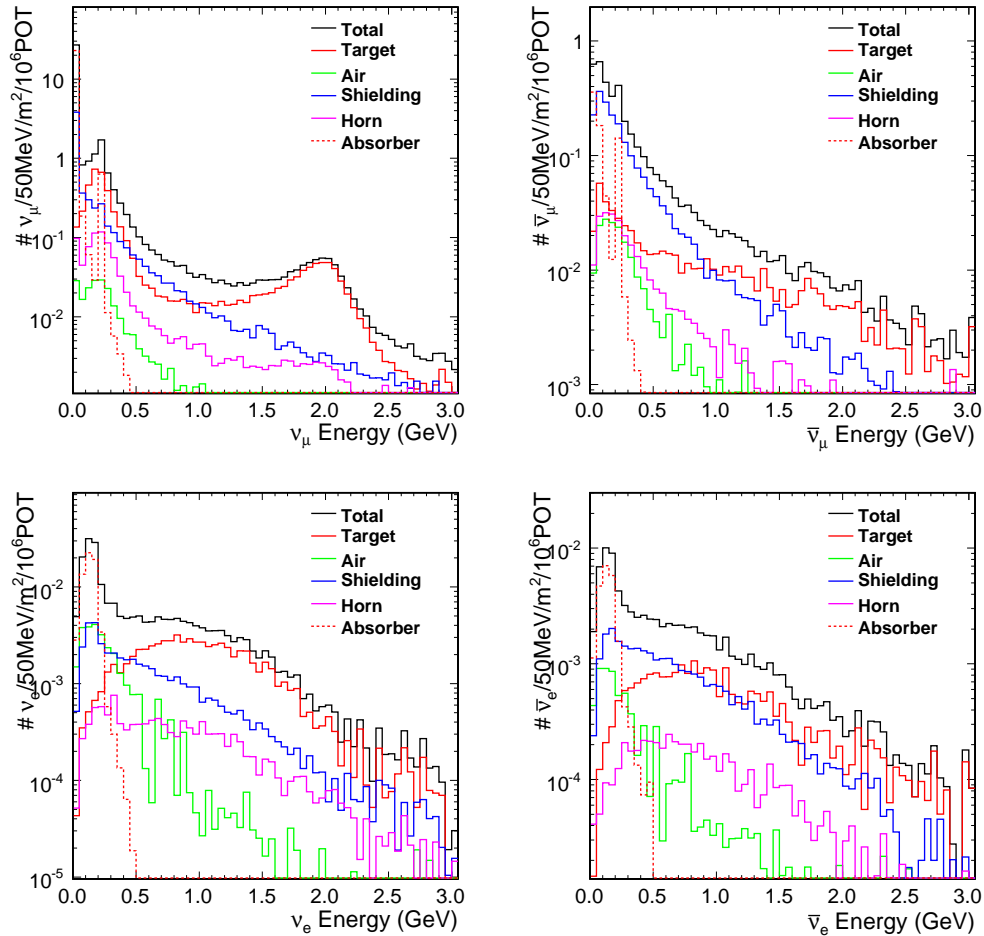 # νμ/50MeV/m²/10⁶POT
10
1
10⁻¹
10⁻²
Total
Target
Air
Shielding
Horn
Absorber
0.0 0.5 1.0 1.5 2.0 2.5 3.0
νμ Energy (GeV)
# ν̅μ/50MeV/m²/10⁶POT
1
10⁻¹
10⁻²
10⁻³
Total
Target
Air
Shielding
Horn
Absorber
0.0 0.5 1.0 1.5 2.0 2.5 3.0
ν̅μ Energy (GeV)
# νe/50MeV/m²/10⁶POT
10⁻²
10⁻³
10⁻⁴
10⁻⁵
Total
Target
Air
Shielding
Horn
Absorber
0.0 0.5 1.0 1.5 2.0 2.5 3.0
νe Energy (GeV)
# ν̅e/50MeV/m²/10⁶POT
10⁻²
10⁻³
10⁻⁴
Total
Target
Air
Shielding
Horn
Absorber
0.0 0.5 1.0 1.5 2.0 2.5 3.0
ν̅e Energy (GeV)